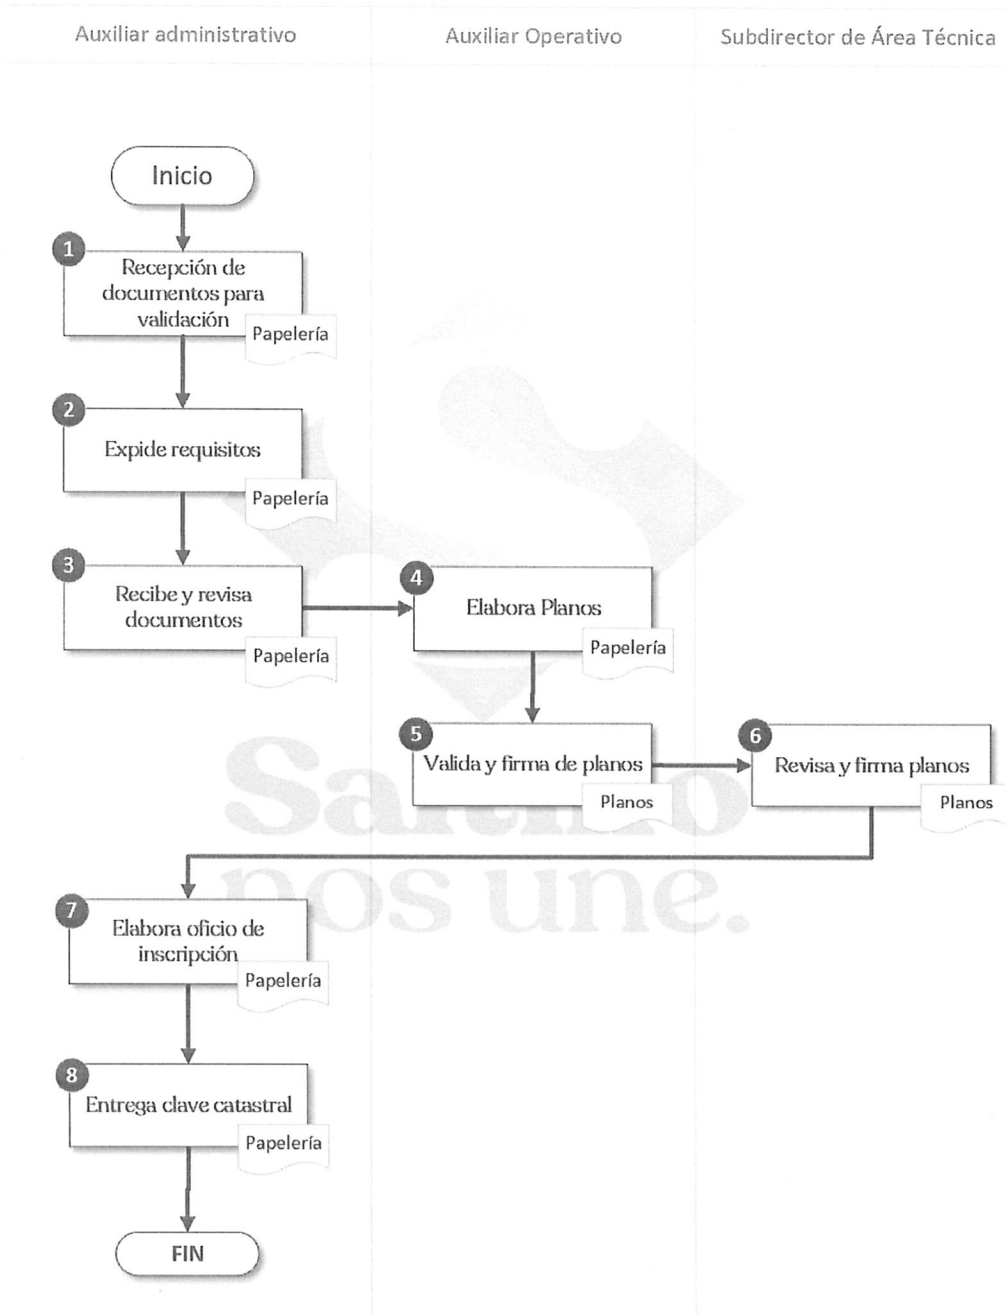 Auxiliar administrativo
Auxiliar Operativo
Subdirector de Área Técnica
Inicio
1
Recepción de
documentos para
validación
Papelería
2
Expide requisitos
Papelería
3
Recibe y revisa
documentos
Papelería
4
Elabora Planos
Papelería
5
Valida y firma de planos
Planos
6
Revisa y firma planos
Planos
Saltillo
nos une.
7
Elabora oficio de
inscripción
Papelería
8
Entrega clave catastral
Papelería
FIN